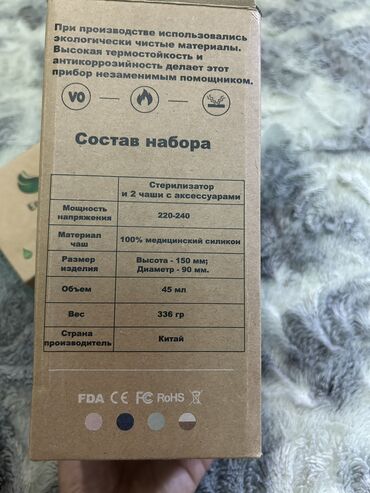 При производстве использовались
экологически чистые материалы.
Высокая термостойкость и
антикоррозийность делает этот
прибор незаменимым помощником.
VO
Состав набора
Стерилизатор
и 2 чаши с аксессуарами
Мощность
напряжения
220-240
Материал
чаш
100% медицинский силикон
Размер
изделия
Высота - 150 мм;
Диаметр - 90 мм.
Объем
45 мл
Вес
336 гр
Страна
производитель
Китай
FDA CE FC RoHS